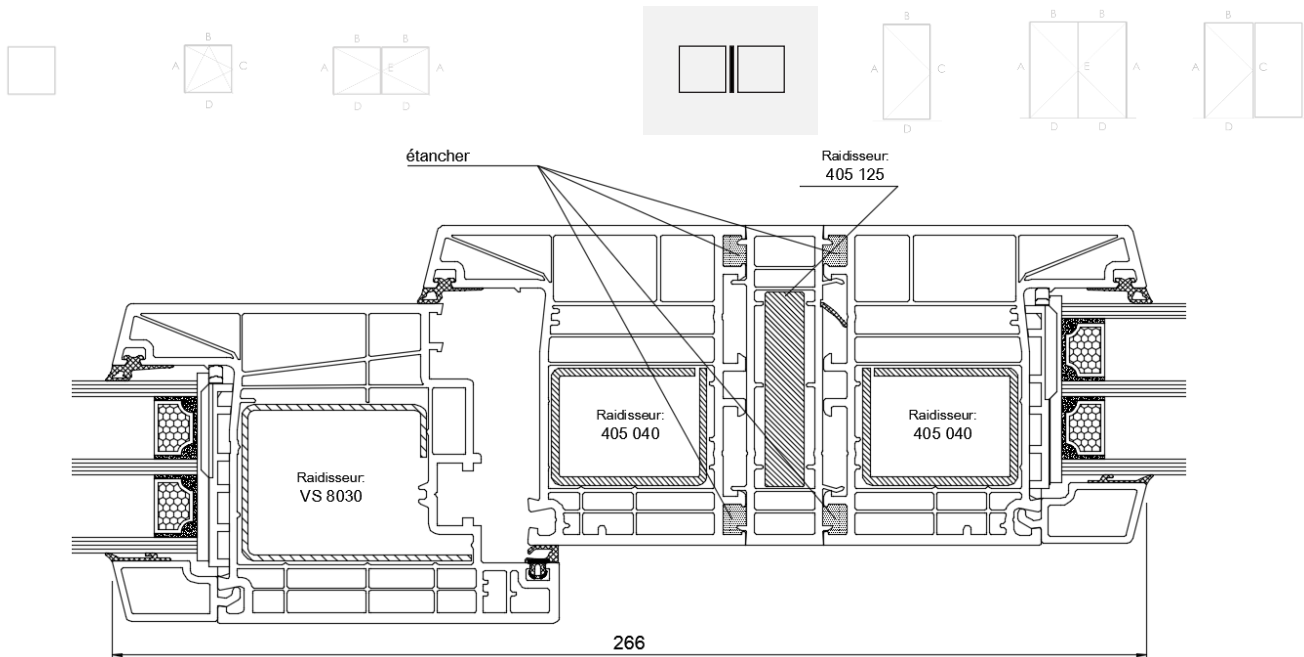 B
B B
B
B B
B
A
C
A
E
A
A
C
A
E
A
A
C
D
D D
D
D D
D
étancher
Raidisseur:
405 125
Raidisseur:
405 040
Raidisseur:
405 040
Raidisseur:
VS 8030
266